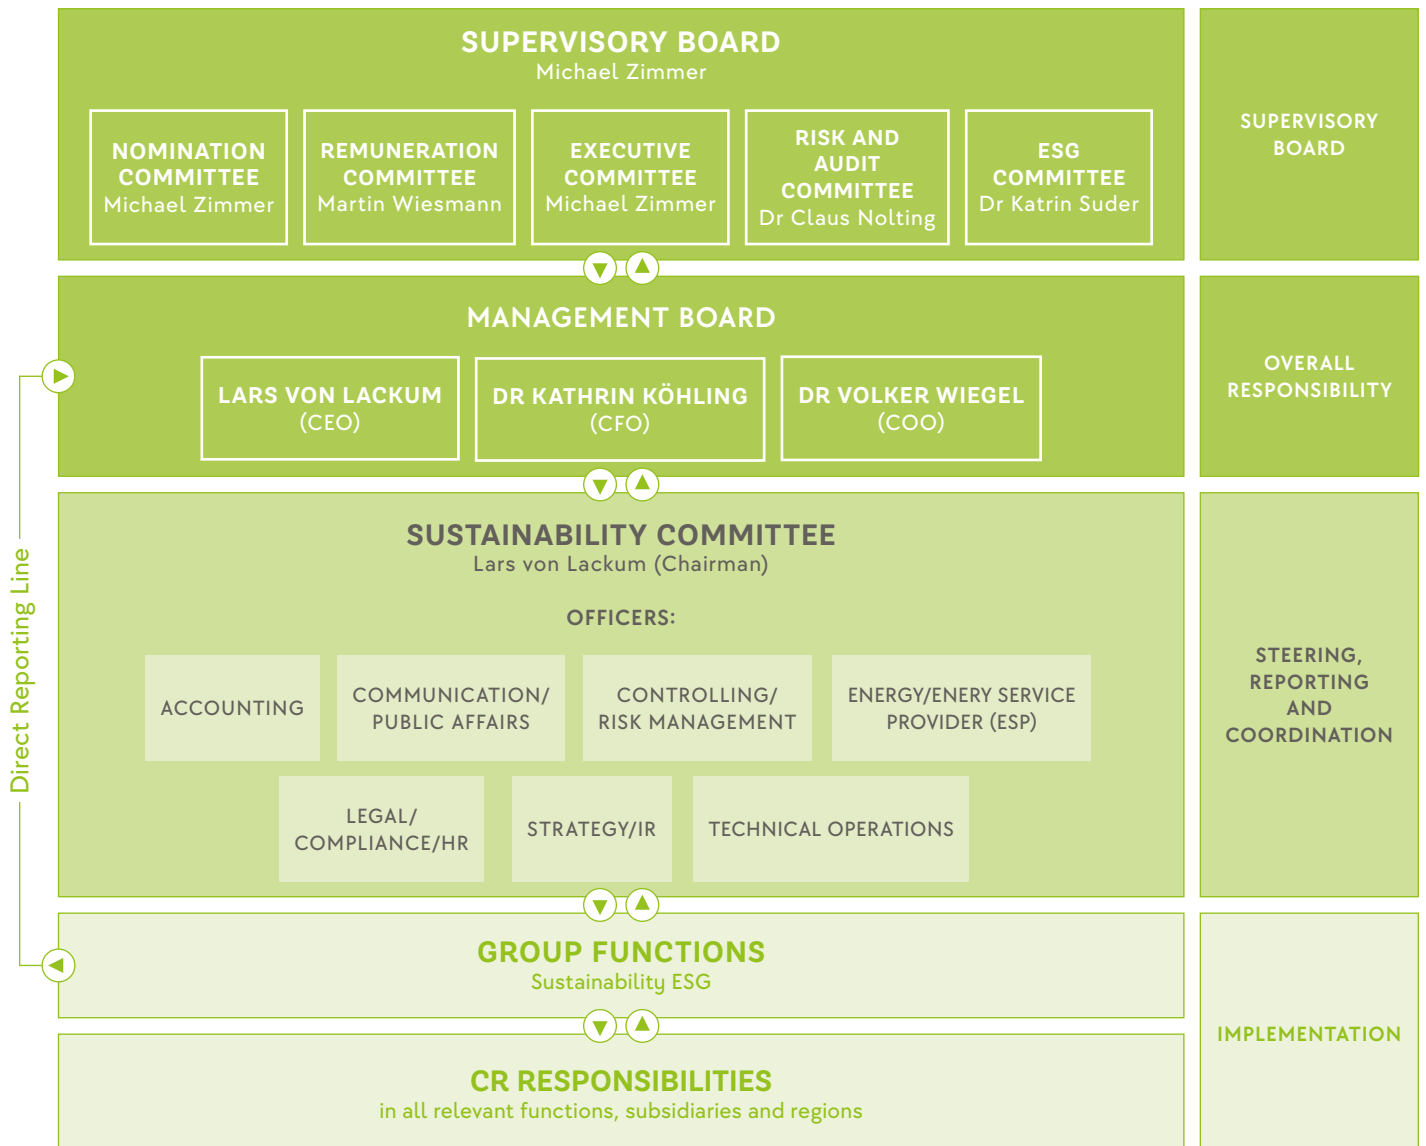 SUPERVISORY BOARD
Michael Zimmer
NOMINATION
COMMITTEE
Michael Zimmer
REMUNERATION
COMMITTEE
Martin Wiesmann
EXECUTIVE
COMMITTEE
Michael Zimmer
RISK AND
AUDIT
COMMITTEE
Dr Claus Nolting
ESG
COMMITTEE
Dr Katrin Suder
SUPERVISORY
BOARD
MANAGEMENT BOARD
LARS VON LACKUM
(CEO)
DR KATHRIN KÖHLING
(CFO)
DR VOLKER WIEGEL
(COO)
OVERALL
RESPONSIBILITY
Direct Reporting Line
SUSTAINABILITY COMMITTEE
Lars von Lackum (Chairman)
OFFICERS:
ACCOUNTING
COMMUNICATION/
PUBLIC AFFAIRS
CONTROLLING/
RISK MANAGEMENT
ENERGY/ENERY SERVICE
PROVIDER (ESP)
LEGAL/
COMPLIANCE/HR
STRATEGY/IR
TECHNICAL OPERATIONS
STEERING,
REPORTING
AND
COORDINATION
GROUP FUNCTIONS
Sustainability ESG
CR RESPONSIBILITIES
in all relevant functions, subsidiaries and regions
IMPLEMENTATION